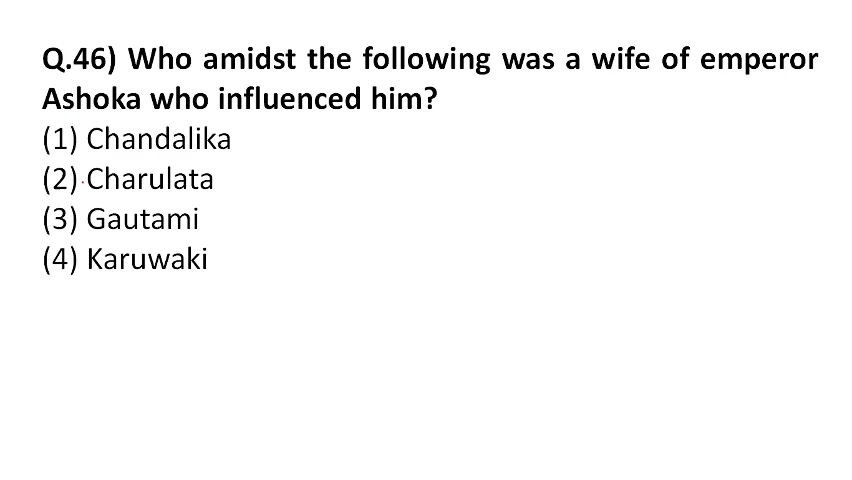 Q.46) Who amidst the following was a wife of emperor
Ashoka who influenced him?
(1) Chandalika
(2) Charulata
(3) Gautami
(4) Karuwaki